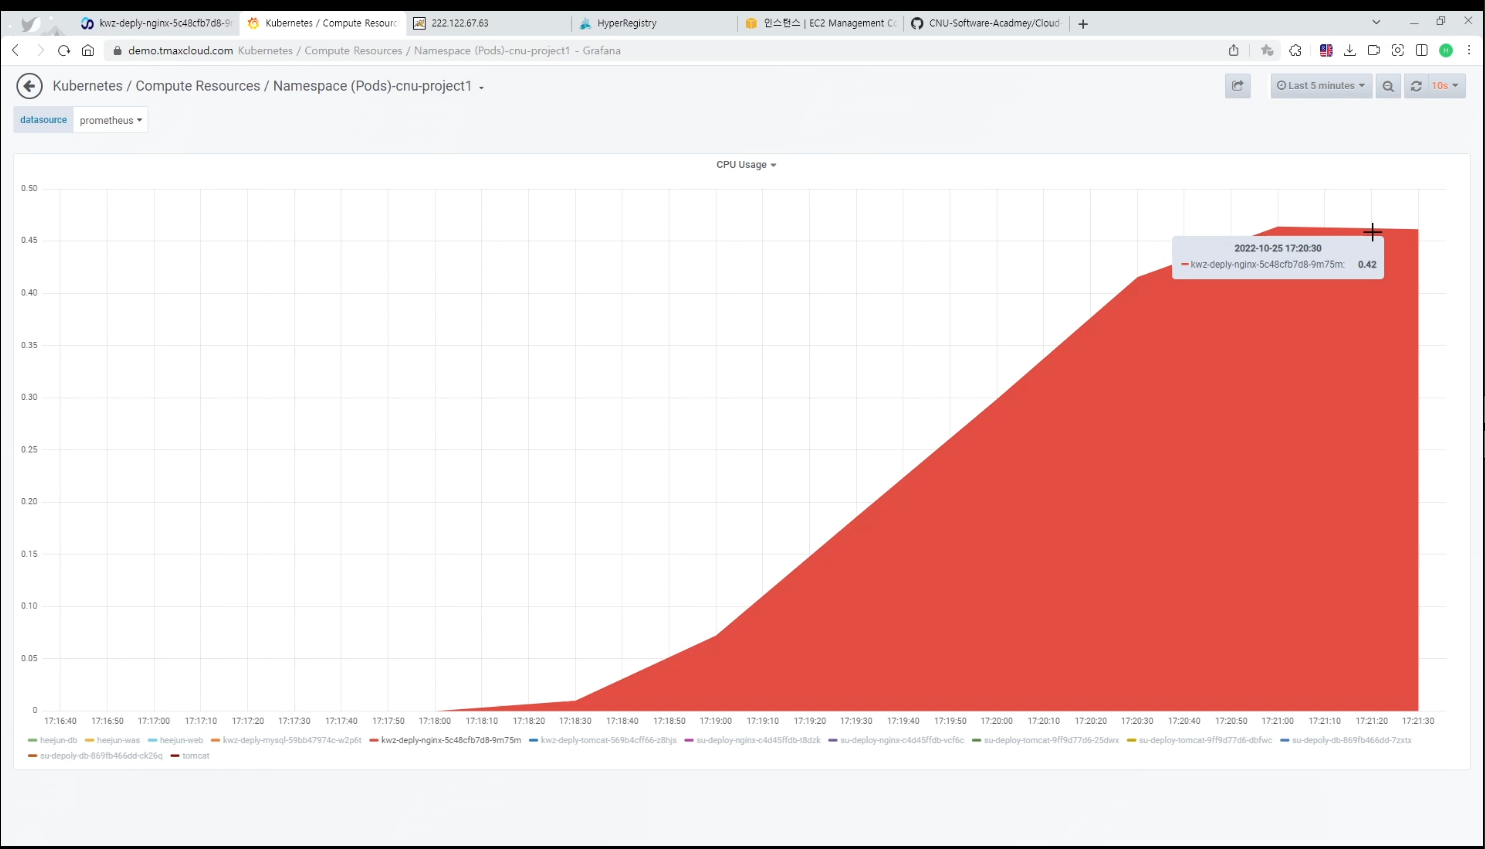 kwz-deply-nginx-5c48cfb7d8-9
Kubernetes / Compute Resourc
222.122.67.63
HyperRegistry
인스턴스 | EC2 Management Co
CNU-Software-Acadmey/Cloud-
demo.tmaxcloud.com Kubernetes / Compute Resources / Namespace (Pods)-cnu-project1 - Grafana
H
Kubernetes / Compute Resources / Namespace (Pods)-cnu-project1
Last 5 minutes
10s
datasource prometheus
CPU Usage
0.50
0.45
0.40
0.35
0.30
0.25
0.20
0.15
0.10
0.05
0
2022-10-25 17:20:30
kwz-deply-nginx-5c48cfb7d8-9m75m: 0.42
17:16:40 17:16:50 17:17:00 17:17:10 17:17:20 17:17:30 17:17:40 17:17:50 17:18:00 17:18:10 17:18:20 17:18:30 17:18:40 17:18:50 17:19:00 17:19:10 17:19:20 17:19:30 17:19:40 17:19:50 17:20:00 17:20:10 17:20:20 17:20:30 17:20:40 17:20:50 17:21:00 17:21:10 17:21:20 17:21:30
heejun-db heejun-was heejun-web kwz-deply-mysql-59bb47974c-w2p6t kwz-deply-nginx-5c48cfb7d8-9m75m kwz-deply-tomcat-569b4cff66-z8hjs su-deploy-nginx-c4d45ffdb-t8dzk su-deploy-nginx-c4d45ffdb-vcf6c su-deploy-tomcat-9ff9d77d6-25dwx su-deploy-tomcat-9ff9d77d6-dbfwc su-depoly-db-869fb466dd-7zxtx
su-depoly-db-869fb466dd-ck26q tomcat